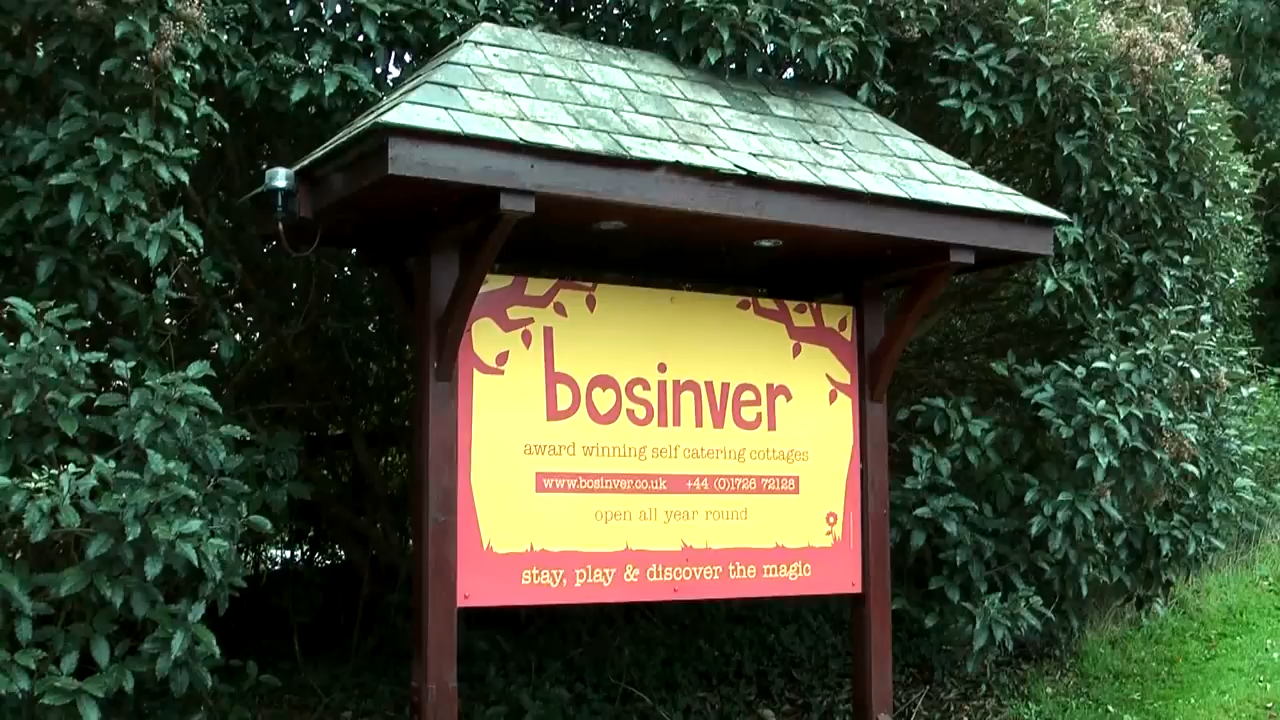 bosinver
award winning self catering cottages
www.bosinver.co.uk +44 (0)1726 72128
open all year round
stay, play & discover the magic